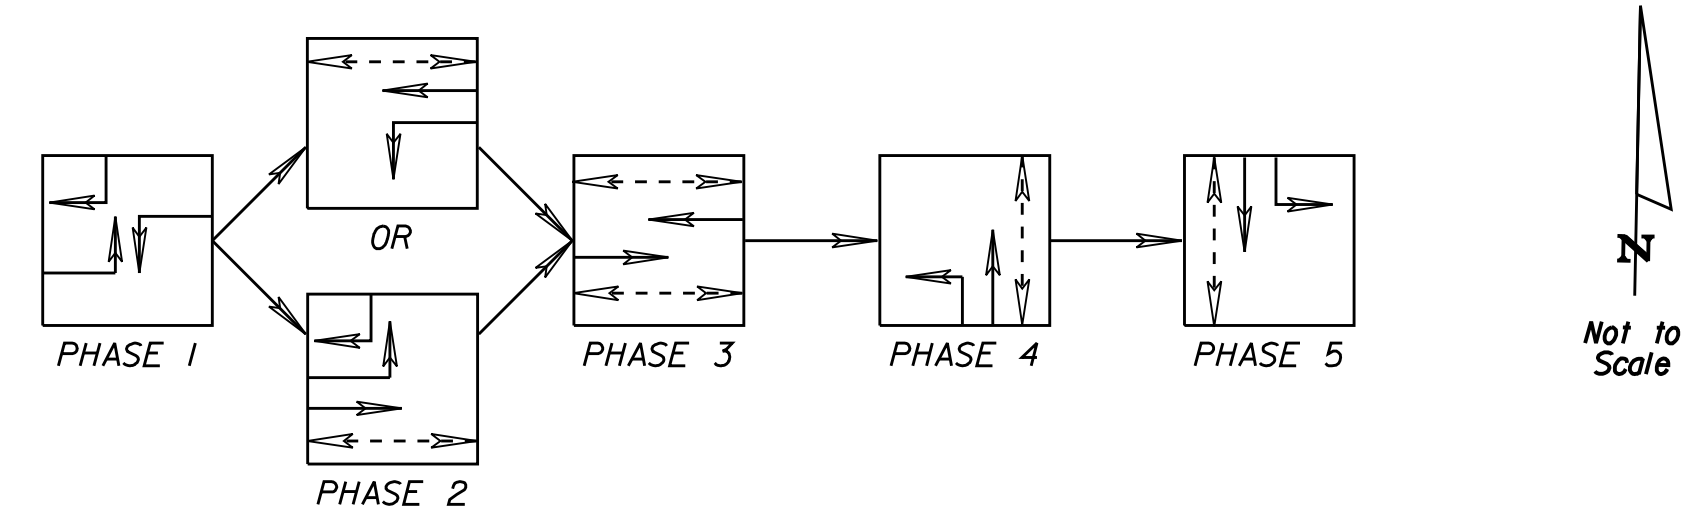 OR
PHASE 1
PHASE 2
PHASE 3
PHASE 4
PHASE 5
N
Not to
Scale